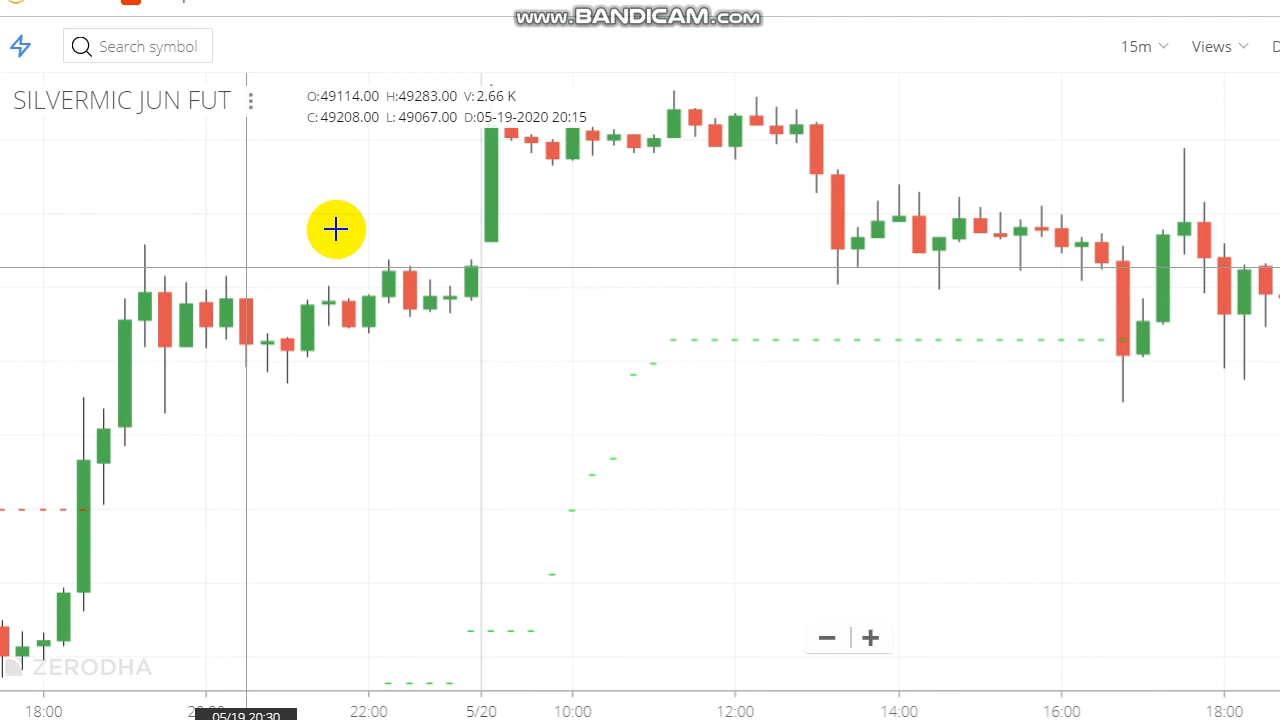 www.BANDICAM.com
Search symbol
15m
Views
SILVERMIC JUN FUT
O:49114.00 H:49283.00 V:2.66 K
C:49208.00 L: 49067.00 D:05-19-2020 20:15
ZERODHA
18:00
22:00
5/20
10:00
12:00
14:00
16:00
18:00
05/19 20:30